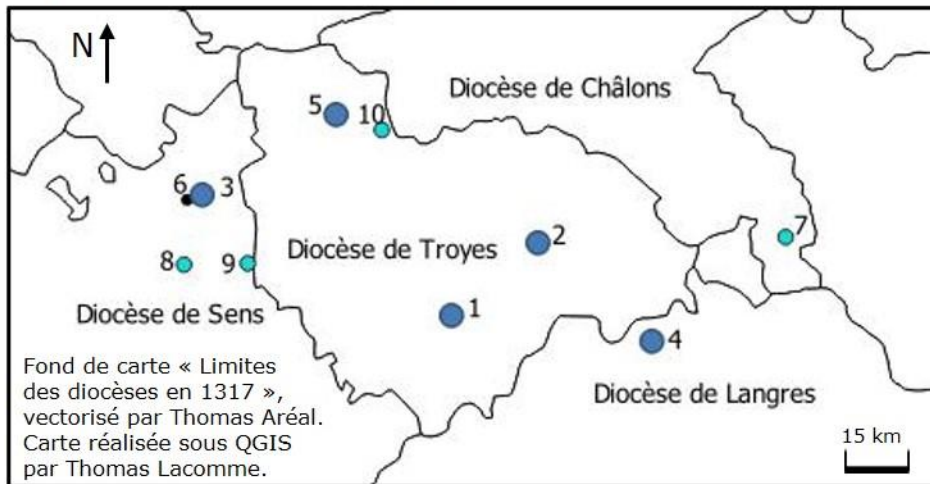 N
Diocèse de Châlons
5
10
6
3
7
Diocèse de Troyes
2
8
9
Diocèse de Sens
1
4
Fond de carte « Limites
des diocèses en 1317 »,
vectorisé par Thomas Aréal.
Carte réalisée sous QGIS
par Thomas Lacomme.
Diocèse de Langres
15 km